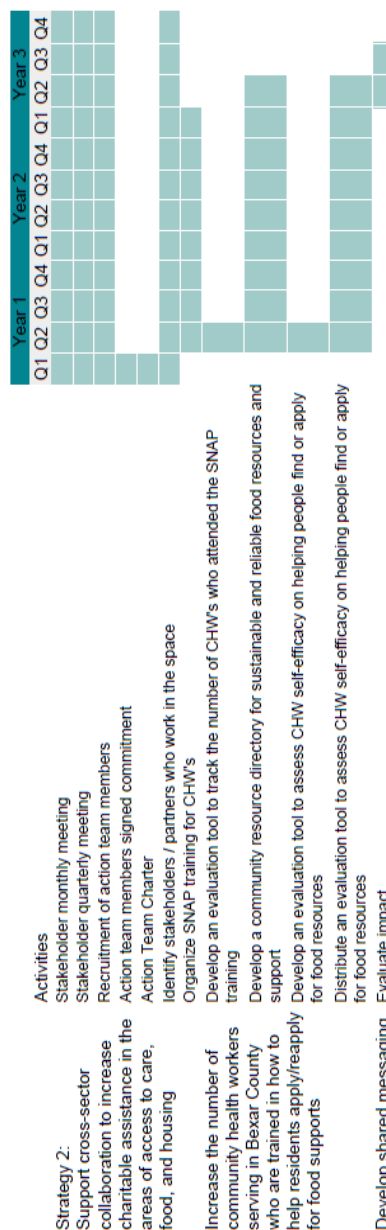 Year 1 Year 2 Year 3
Activities Q1 Q2 Q3 Q4 Q1 Q2 Q3 Q4 Q1 Q2 Q3 Q4
Strategy 2:
Support cross-sector
collaboration to increase
charitable assistance in the
areas of access to care,
food, and housing
Stakeholder monthly meeting
Stakeholder quarterly meeting
Recruitment of action team members
Action team members signed commitment
Action Team Charter
Identify stakeholders / partners who work in the space
Increase the number of
community health workers
serving in Bexar County
who are trained in how to
help residents apply/reapply
for food supports
Organize SNAP training for CHW's
Develop an evaluation tool to track the number of CHW's who attended the SNAP
training
Develop a community resource directory for sustainable and reliable food resources and
support
Develop an evaluation tool to assess CHW self-efficacy on helping people find or apply
for food resources
Distribute an evaluation tool to assess CHW self-efficacy on helping people find or apply
for food resources
Develop shared messaging
Evaluate impact